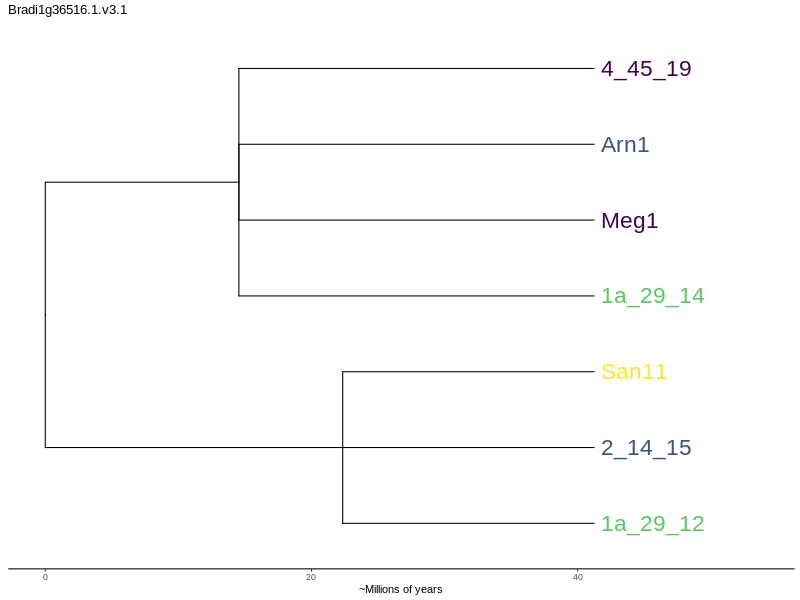 Bradi1g36516.1.v3.1
4_45_19
Arn1
Meg1
1a_29_14
San11
2_14_15
1a_29_12
0 20 40
~Millions of years